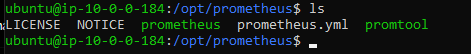 ubuntu@ip-10-0-0-184:/opt/prometheus$ ls
LICENSE  NOTICE  prometheus  prometheus.yml  promtool
ubuntu@ip-10-0-0-184:/opt/prometheus$